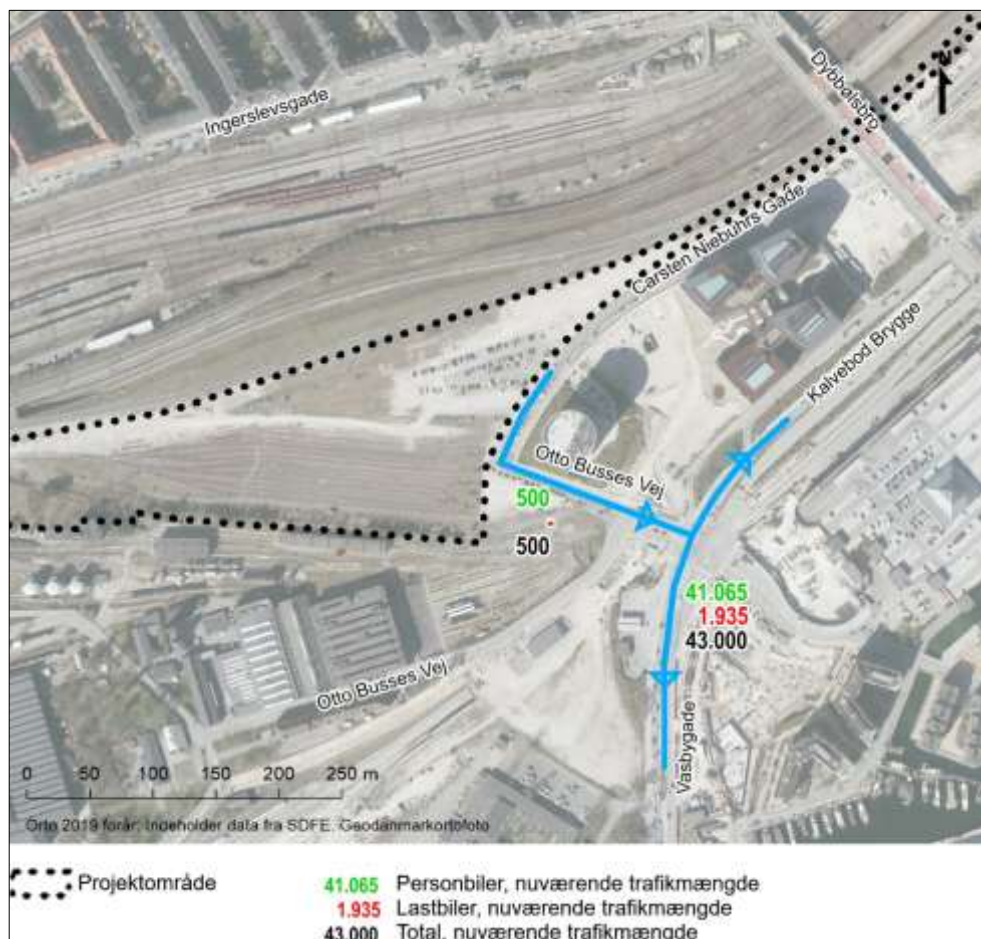 N
Dybbølsbro
Ingerslevsgade
Carsten Niebuhrs Gade
Kalvebod Brygge
Otto Busses Vej
500
-
500
41.065
1.935
43.000
Otto Busses Vej
Vasbygade
0 50 100 150 200 250 m
Orto 2019 forår: Indeholder data fra SDFE, Geodanmarkortofoto
Projektområde
41.065 Personbiler, nuværende trafikmængde
1.935 Lastbiler, nuværende trafikmængde
43.000 Total, nuværende trafikmængde